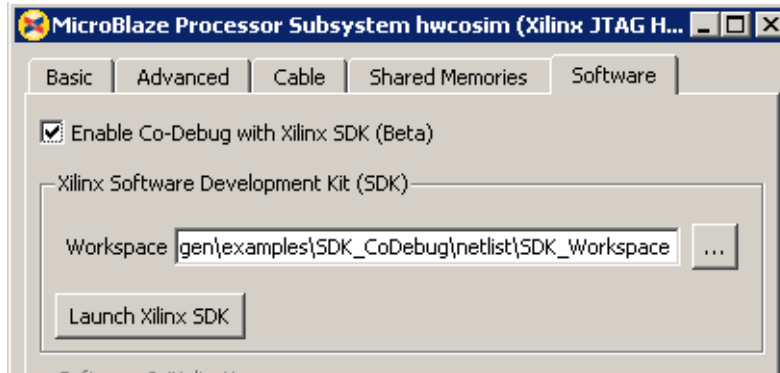 MicroBlaze Processor Subsystem hwcosim (Xilinx JTAG H...
Basic Advanced Cable Shared Memories Software
Enable Co-Debug with Xilinx SDK (Beta)
Xilinx Software Development Kit (SDK)
Workspace gen\examples\SDK_CoDebug\netlist\SDK_Workspace ...
Launch Xilinx SDK